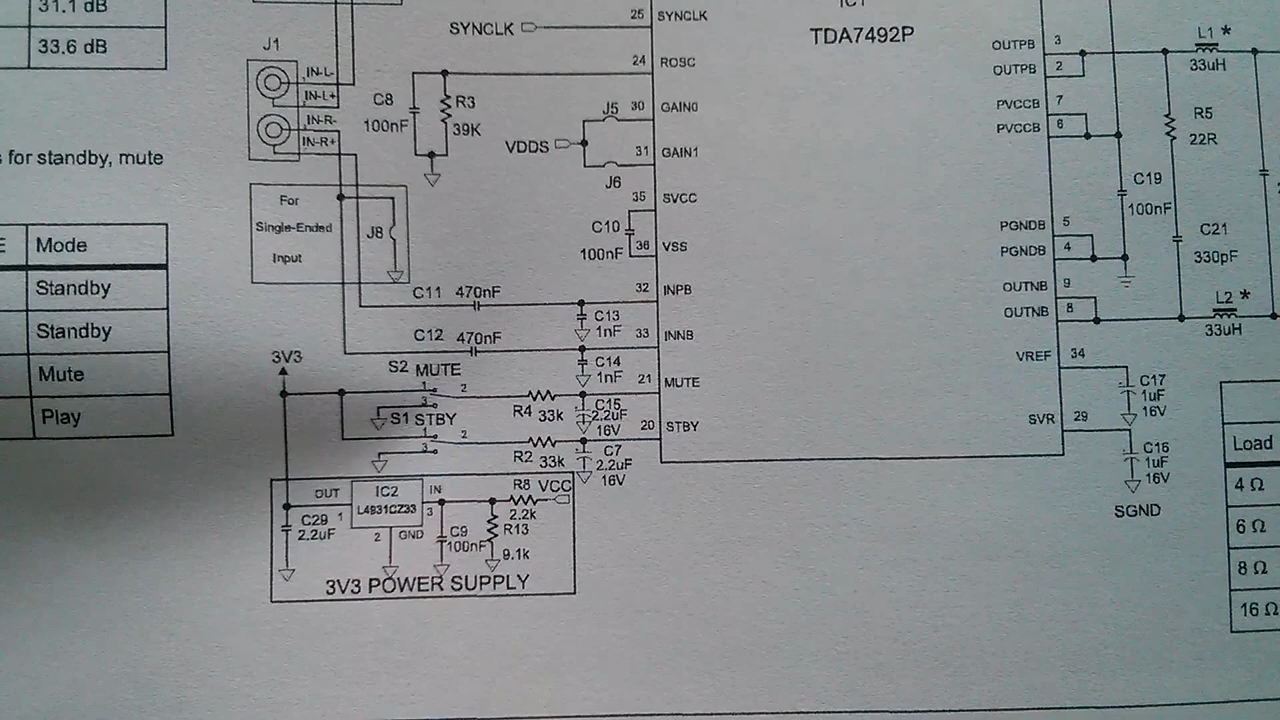 31.1 dB
33.6 dB
s for standby, mute
E Mode
Standby
Standby
Mute
Play
J1
IN-L-
IN-L+
IN-R-
IN-R+
For
Single-Ended
Input
J8
SYNCLK
25 SYNCLK
24 ROSC
C8
100nF
R3
39K
VDDS
J5
30 GAIN0
31 GAIN1
J6
35 SVCC
C10
100nF
36 VSS
C11 470nF
32 INPB
C13
1nF
C12 470nF
33 INNB
C14
1nF
3V3
S2 MUTE
1
2
3
R4 33k
C15
2.2uF
16V
21 MUTE
S1 STBY
1
2
3
R2 33k
C7
2.2uF
16V
20 STBY
OUT
1
IC2
L4931CZ33
IN
3
2 GND
C29
2.2uF
C9
100nF
R8
2.2k
VCC
R13
9.1k
3V3 POWER SUPPLY
IC1
TDA7492P
OUTPB 3
OUTPB 2
PVCCB 7
PVCCB 6
PGNDB 5
PGNDB 4
OUTNB 9
OUTNB 8
VREF 34
SVR 29
L1 *
33uH
R5
22R
C19
100nF
C21
330pF
L2 *
33uH
C17
1uF
16V
C16
1uF
16V
SGND
Load
4 Ω
6 Ω
8 Ω
16 Ω